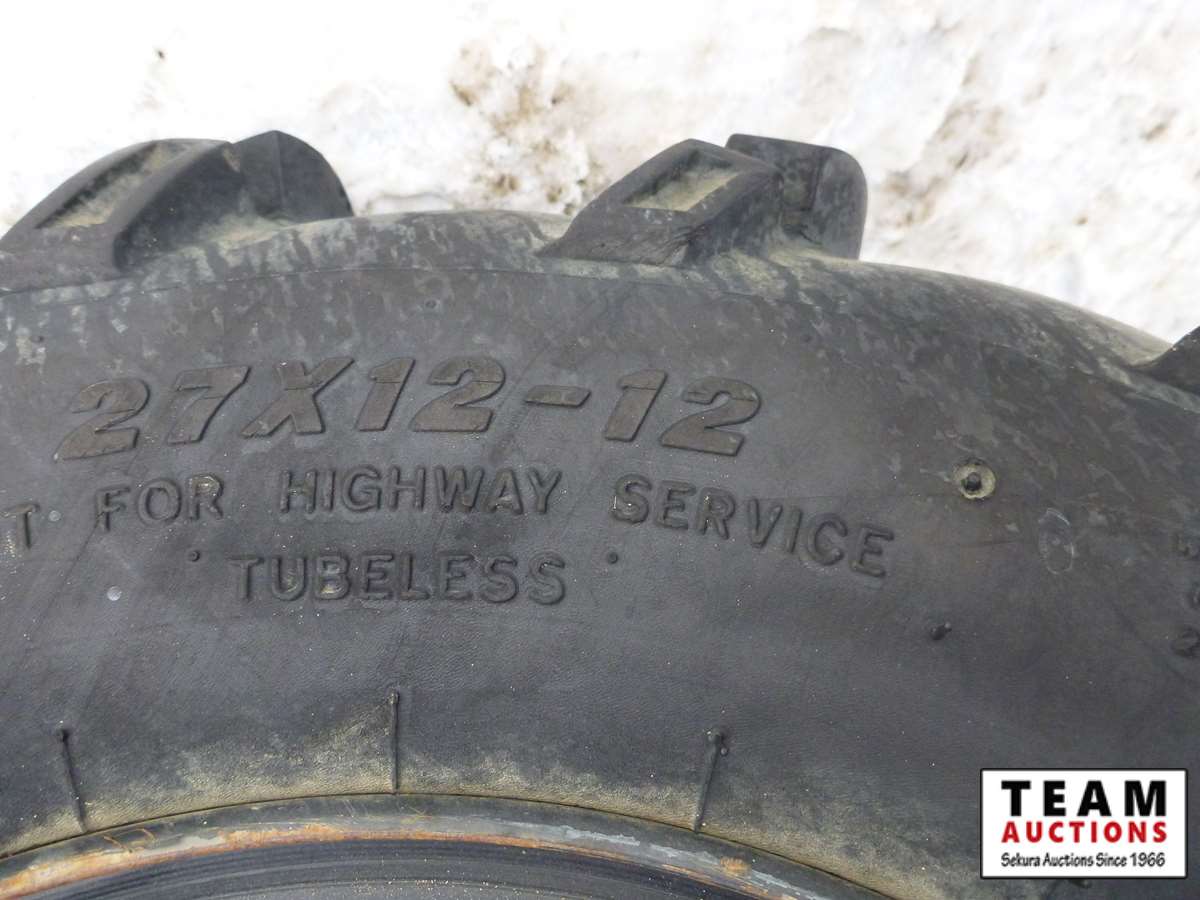 27X12-12
T FOR HIGHWAY SERVICE
TUBELESS
TEAM
AUCTIONS
Sekura Auctions Since 1966